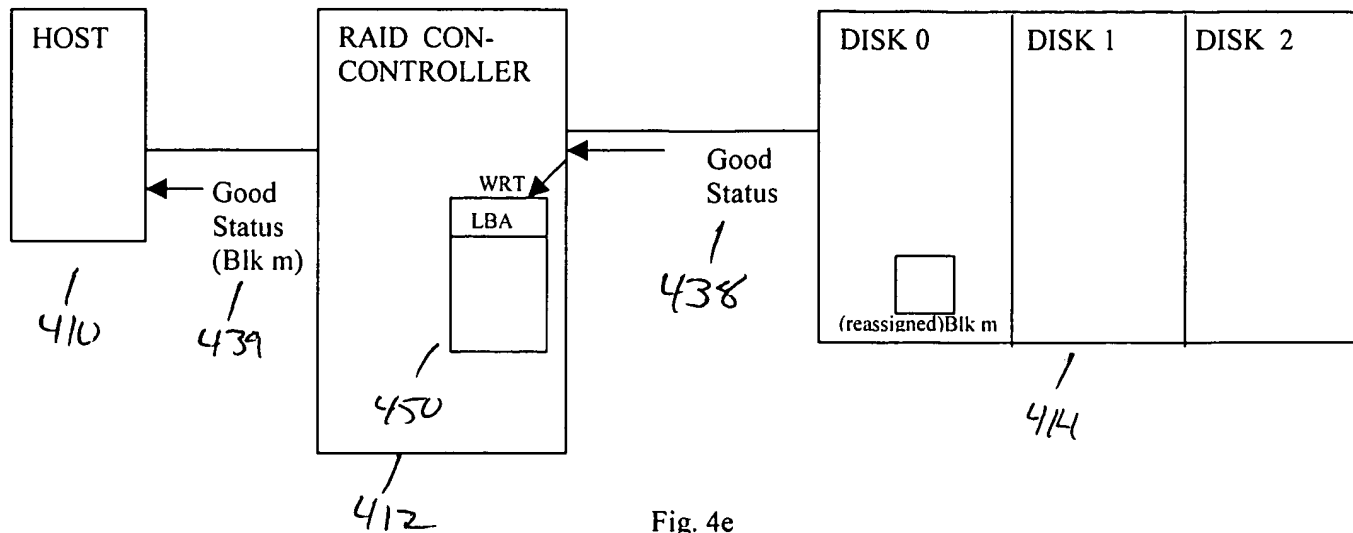 HOST
RAID CON-
CONTROLLER
DISK 0
DISK 1
DISK 2
Good
Status
(Blk m)
WRT
LBA
Good
Status
(reassigned)Blk m
410
439
450
412
438
414
Fig. 4e